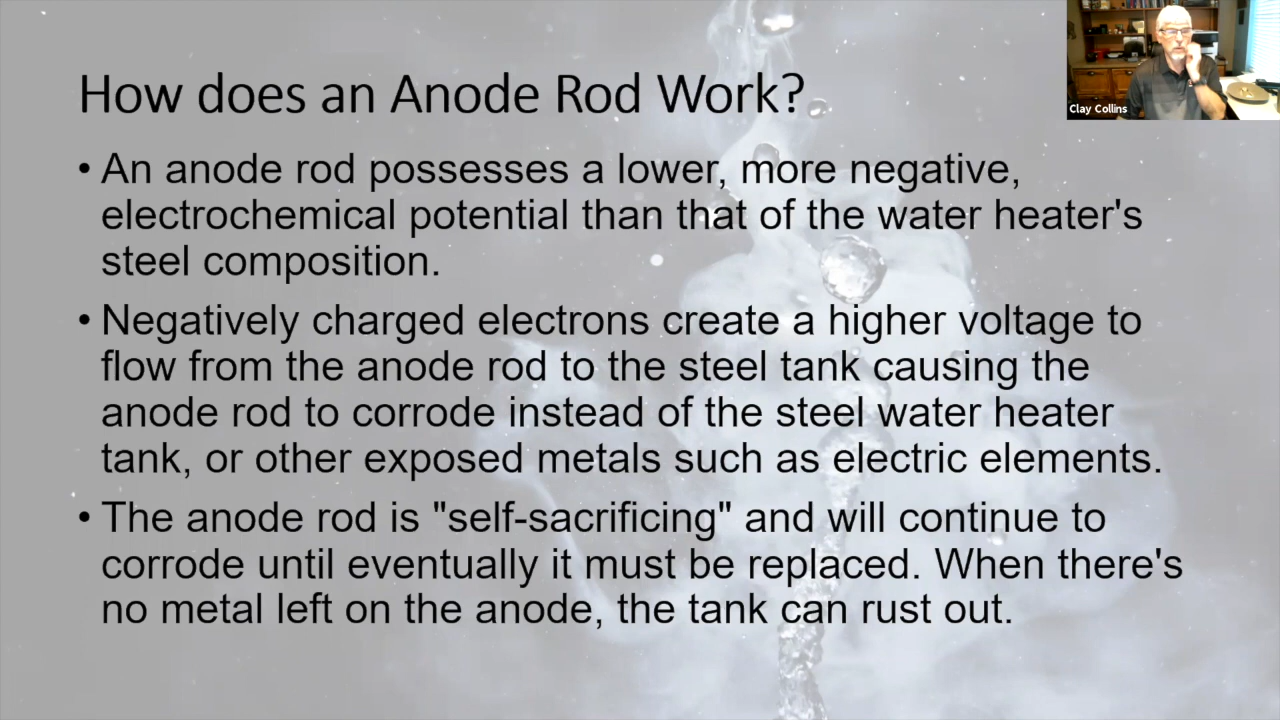 How does an Anode Rod Work?
Clay Collins
• An anode rod possesses a lower, more negative,
electrochemical potential than that of the water heater's
steel composition.
• Negatively charged electrons create a higher voltage to
flow from the anode rod to the steel tank causing the
anode rod to corrode instead of the steel water heater
tank, or other exposed metals such as electric elements.
• The anode rod is "self-sacrificing" and will continue to
corrode until eventually it must be replaced. When there's
no metal left on the anode, the tank can rust out.